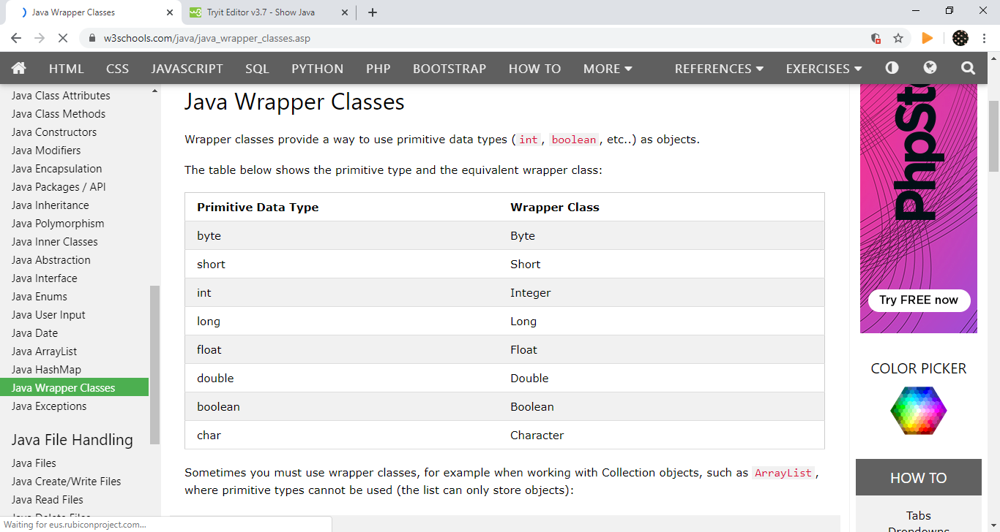 Java Wrapper Classes
Tryit Editor v3.7 - Show Java
w3schools.com/java/java_wrapper_classes.asp
HTML CSS JAVASCRIPT SQL PYTHON PHP BOOTSTRAP HOW TO MORE REFERENCES EXERCISES
Java Class Attributes
Java Class Methods
Java Constructors
Java Modifiers
Java Encapsulation
Java Packages / API
Java Inheritance
Java Polymorphism
Java Inner Classes
Java Abstraction
Java Interface
Java Enums
Java User Input
Java Date
Java ArrayList
Java HashMap
Java Wrapper Classes
Java Exceptions
Java File Handling
Java Files
Java Create/Write Files
Java Read Files
Java Delete Files
Waiting for eus.rubiconproject.com...
Java Wrapper Classes
Wrapper classes provide a way to use primitive data types (int, boolean, etc..) as objects.
The table below shows the primitive type and the equivalent wrapper class:
Primitive Data Type Wrapper Class
byte Byte
short Short
int Integer
long Long
float Float
double Double
boolean Boolean
char Character
Sometimes you must use wrapper classes, for example when working with Collection objects, such as ArrayList,
where primitive types cannot be used (the list can only store objects):
PhpSto
Try FREE now
COLOR PICKER
HOW TO
Tabs
Dropdowns